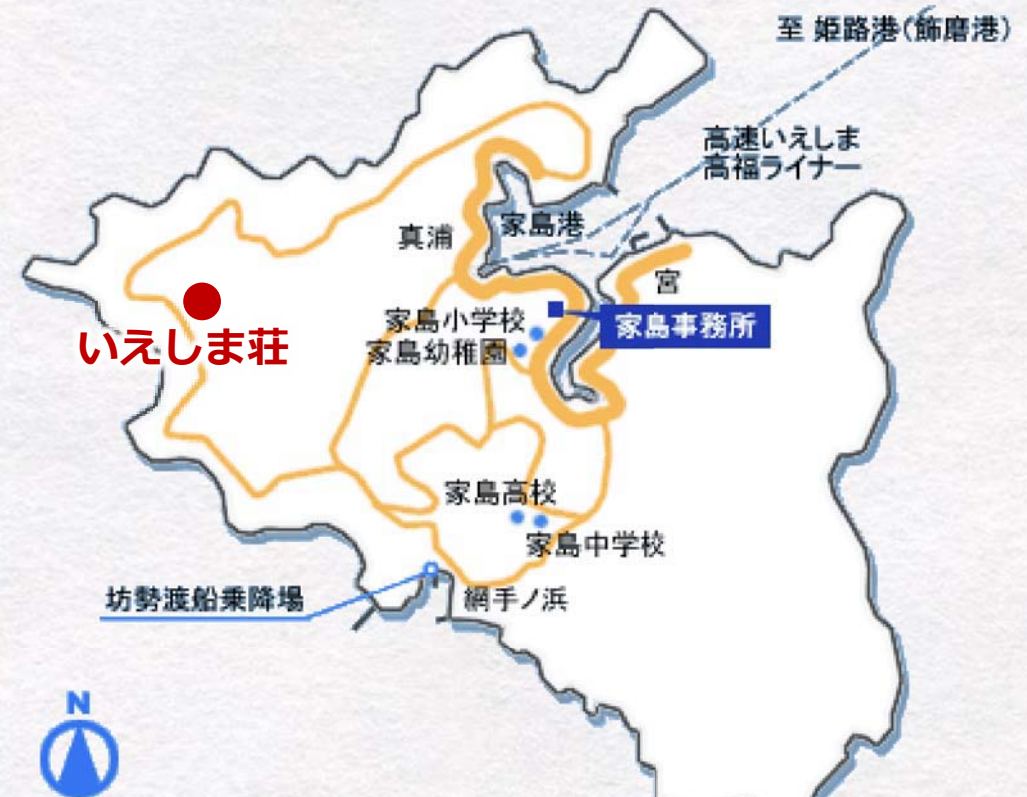 至 姫路港(飾磨港)
高速いえしま
高福ライナー
家島港
真浦
宮
家島事務所
家島小学校
家島幼稚園
いえしま荘
家島高校
家島中学校
坊勢渡船乗降場
網手ノ浜
N